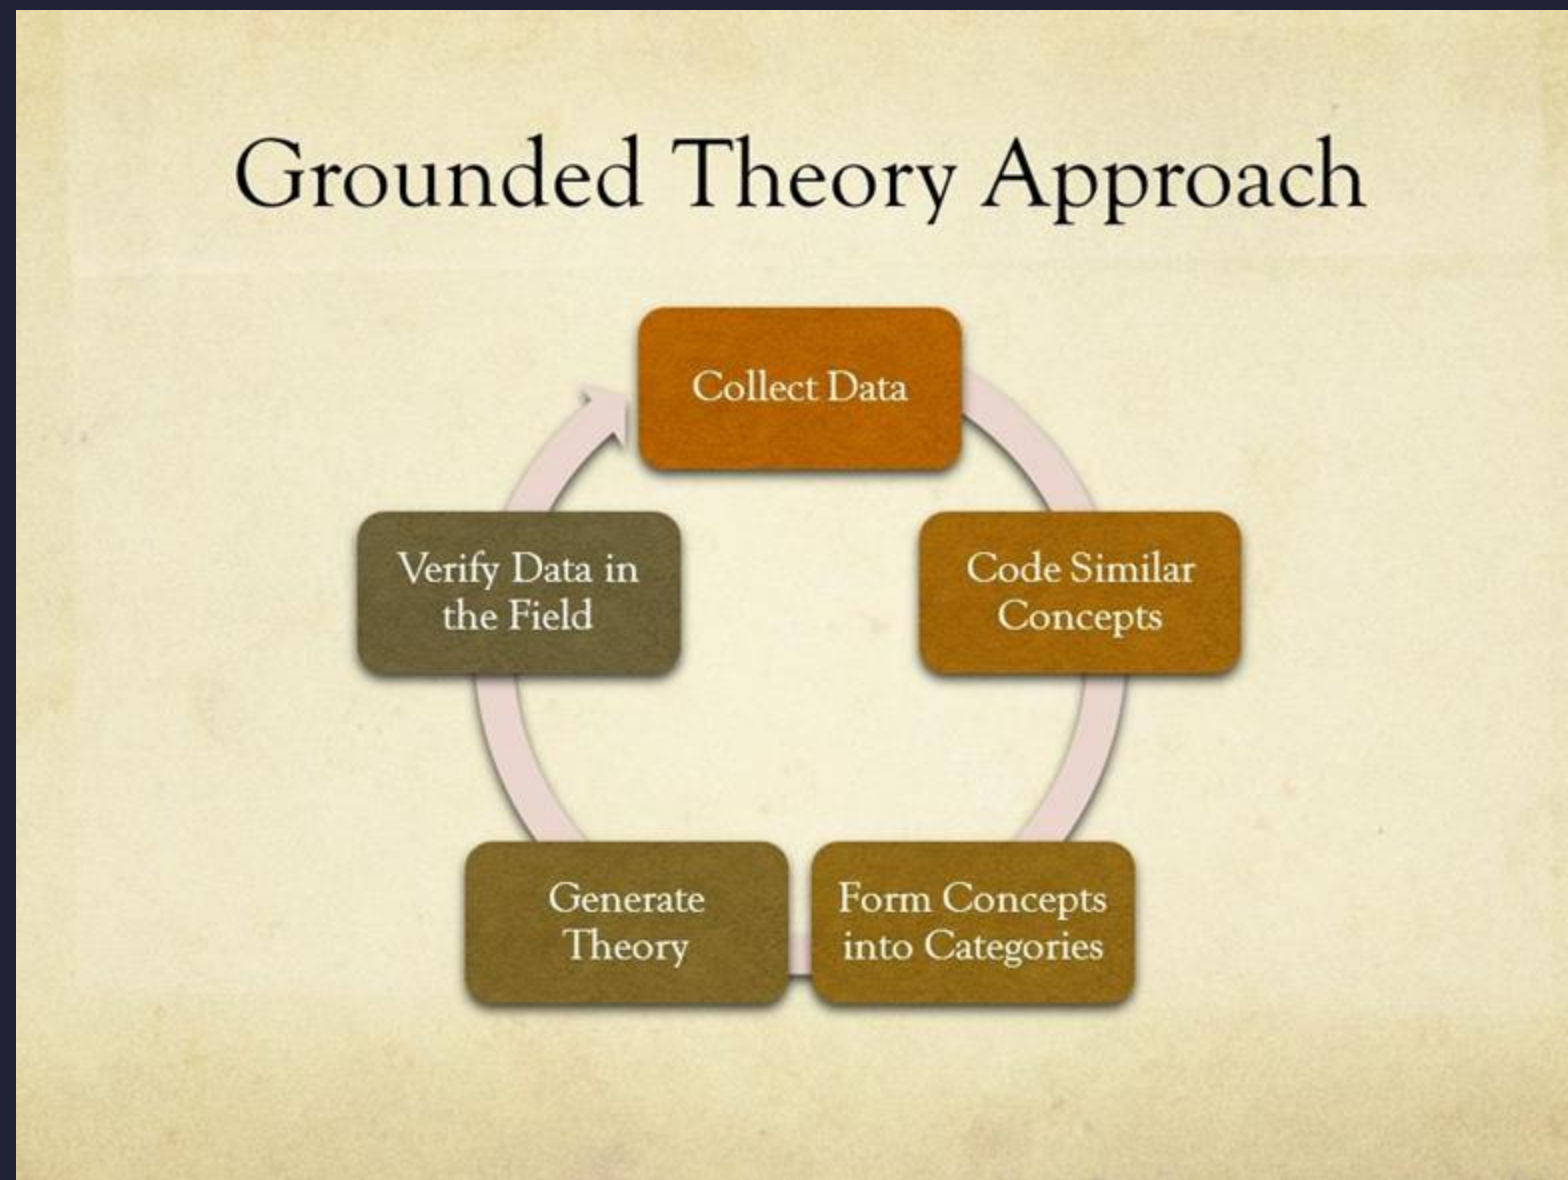 Grounded Theory Approach
Collect Data
Code Similar
Concepts
Form Concepts
into Categories
Generate
Theory
Verify Data in
the Field